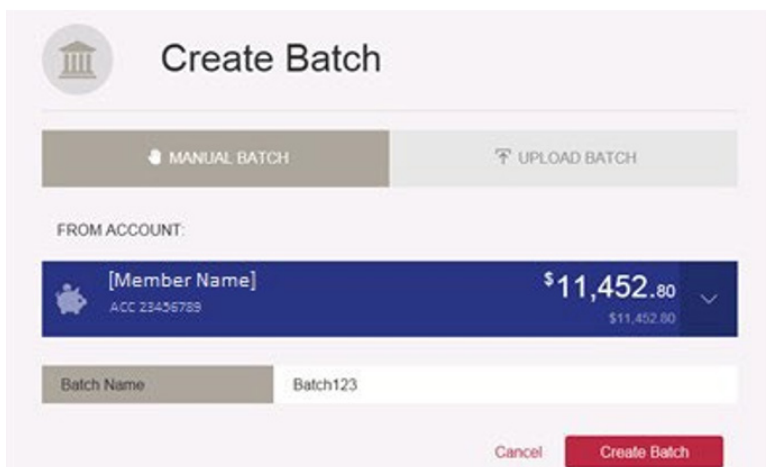 Create Batch
MANUAL BATCH
UPLOAD BATCH
FROM ACCOUNT:
[Member Name]
$11,452.80
ACC 23456789
$11,452.80
Batch Name
Batch123
Cancel
Create Batch